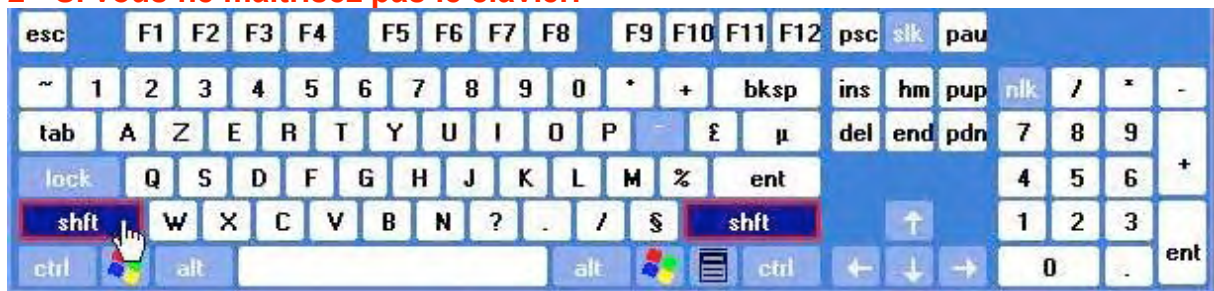 esc F1 F2 F3 F4 F5 F6 F7 F8 F9 F10 F11 F12 psc slk pau
~ 1 2 3 4 5 6 7 8 9 0 ° + bksp ins hm pup nlk / * -
tab A Z E R T Y U I O P ¨ £ µ del end pdn 7 8 9 +
lock Q S D F G H J K L M % ent 4 5 6
shft W X C V B N ? . / § shft ↑ 1 2 3 ent
ctrl alt alt ctrl ← ↓ → 0 .